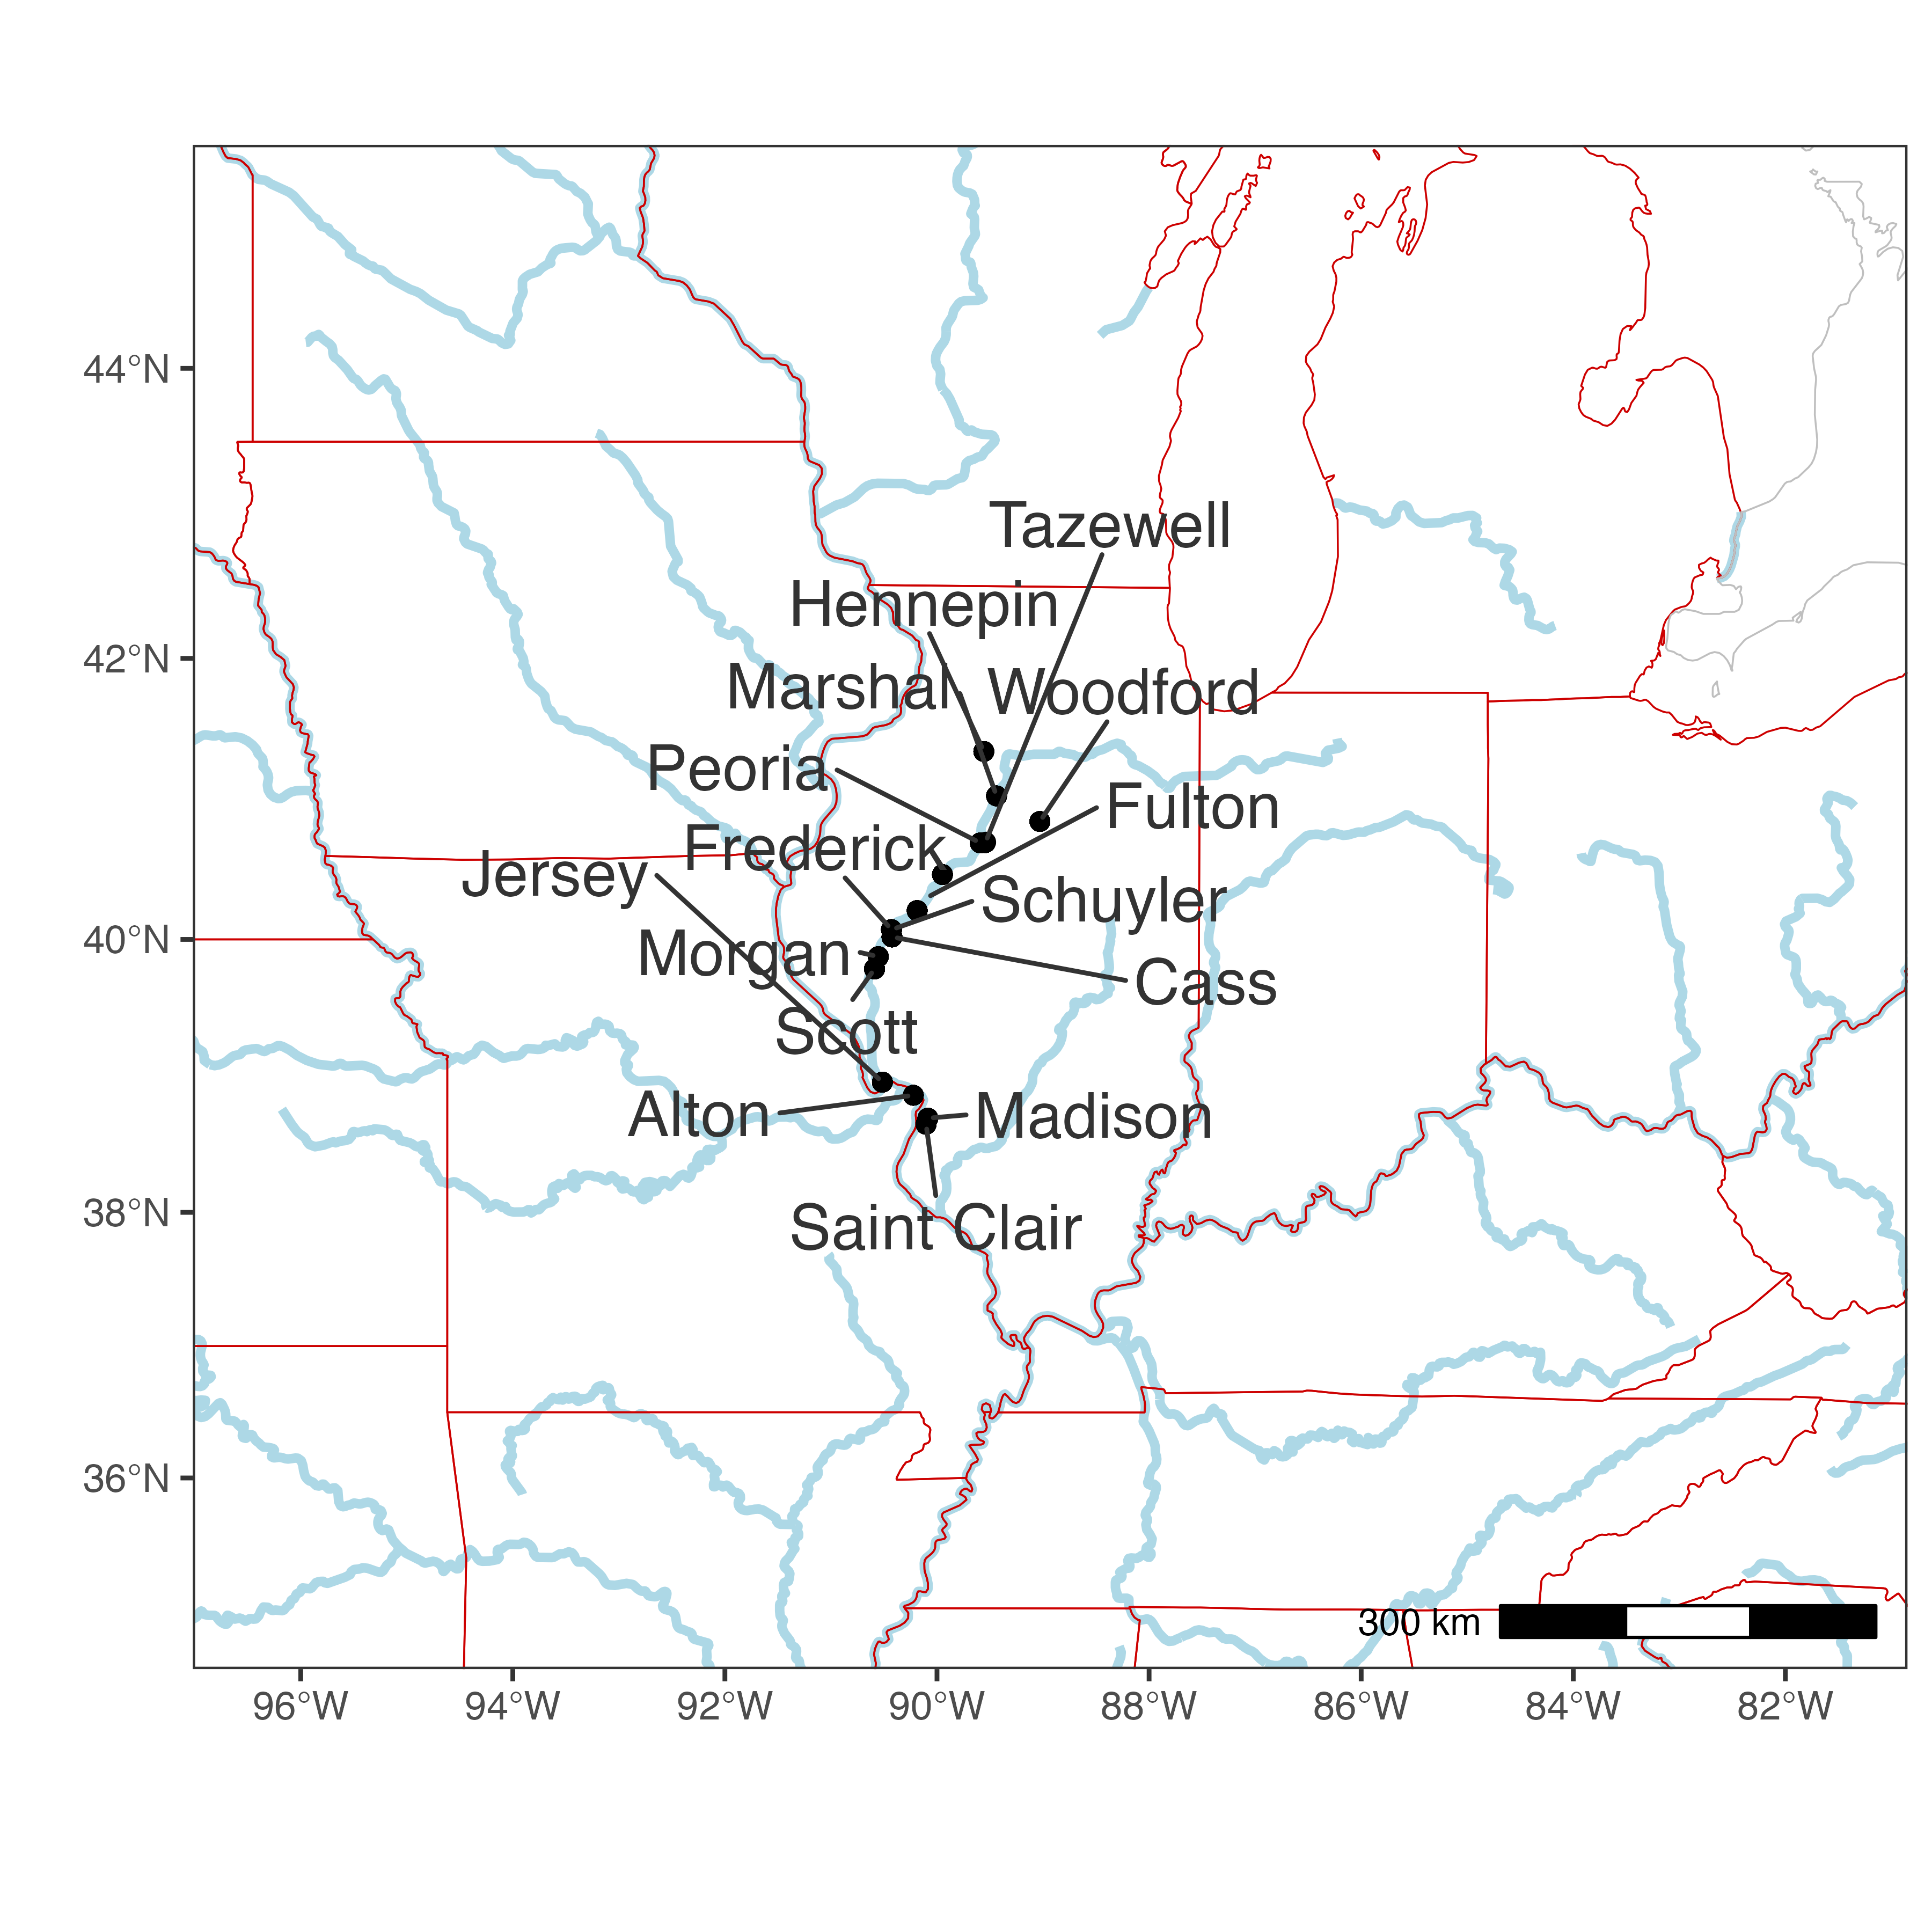 44°N
42°N
40°N
38°N
36°N
Tazewell
Hennepin
Marshal
Woodford
Peoria
Fulton
Frederick
Jersey
Schuyler
Morgan
Cass
Scott
Alton
Madison
Saint Clair
300 km
96°W
94°W
92°W
90°W
88°W
86°W
84°W
82°W